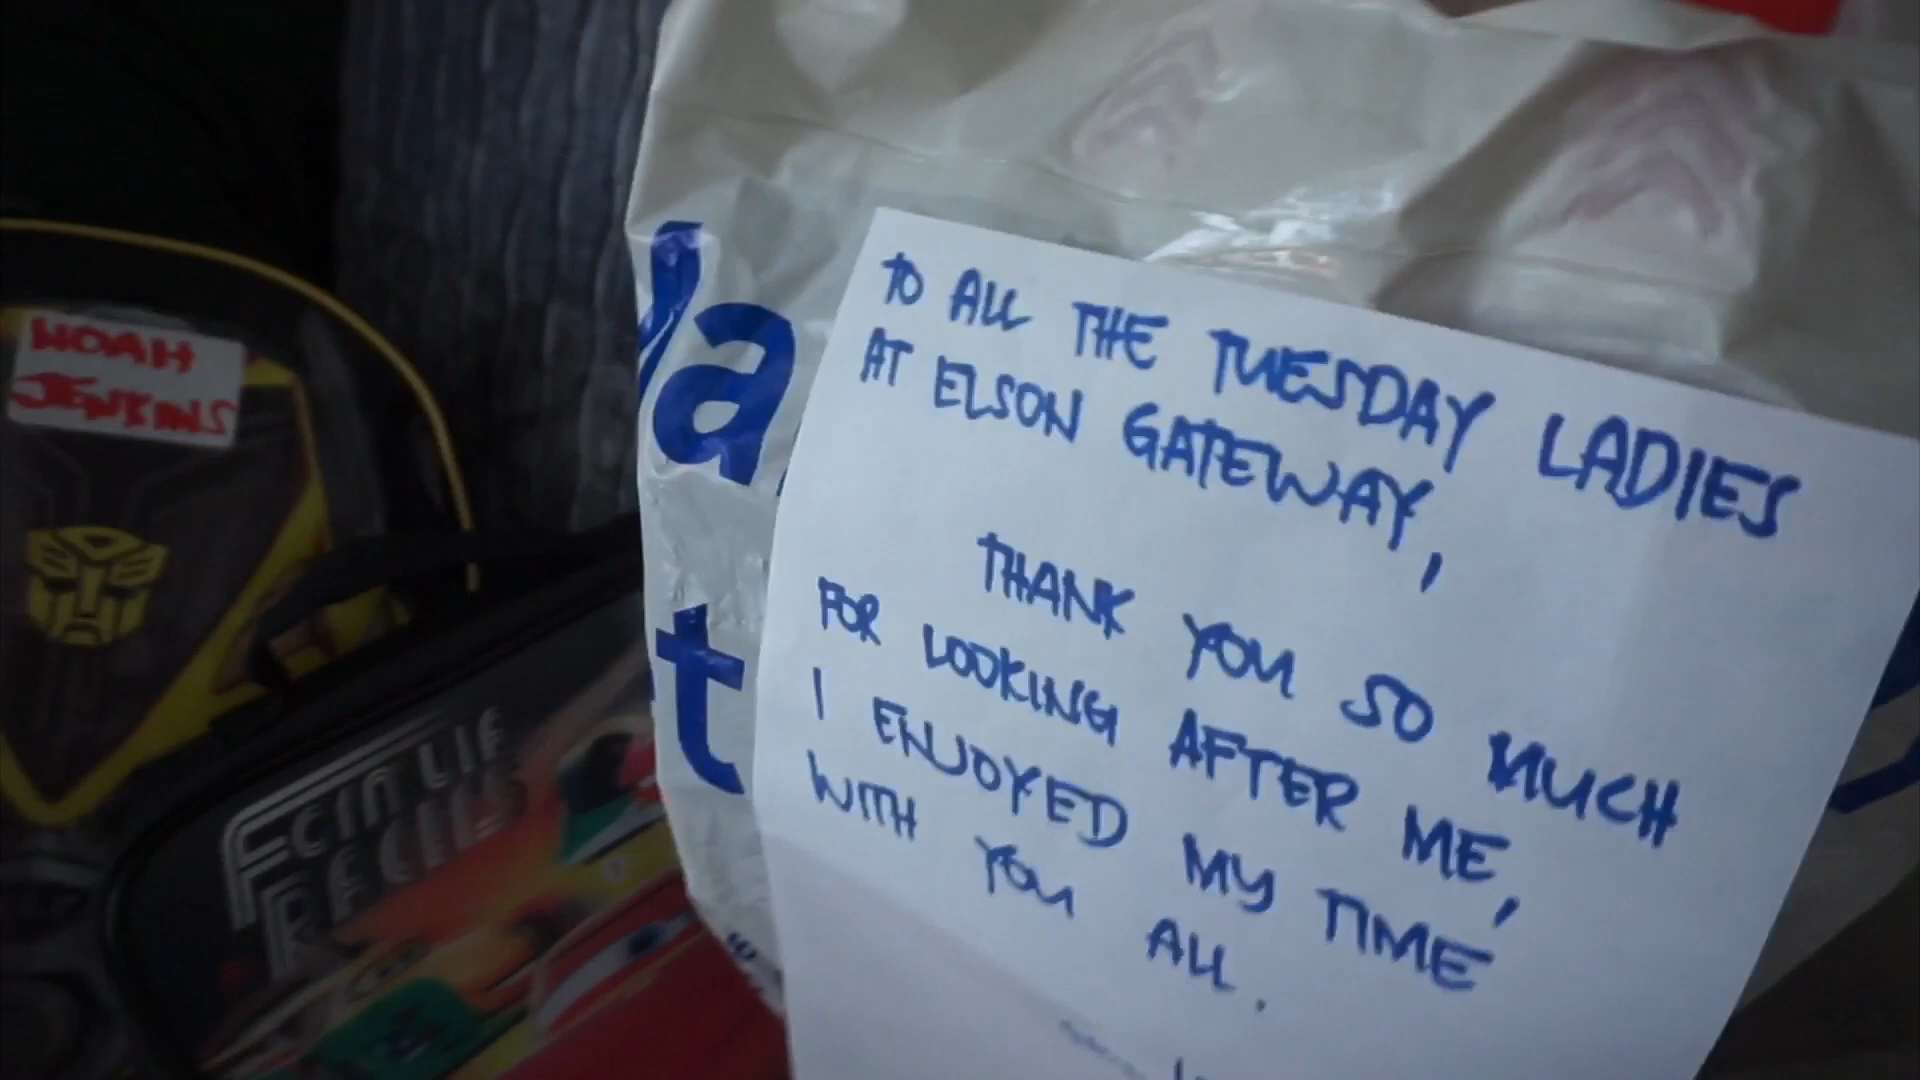 NOAH
JENKINS
TO ALL THE TUESDAY LADIES
AT ELSON GATEWAY,
THANK YOU SO MUCH
FOR LOOKING AFTER ME,
I ENJOYED MY TIME
WITH YOU ALL.